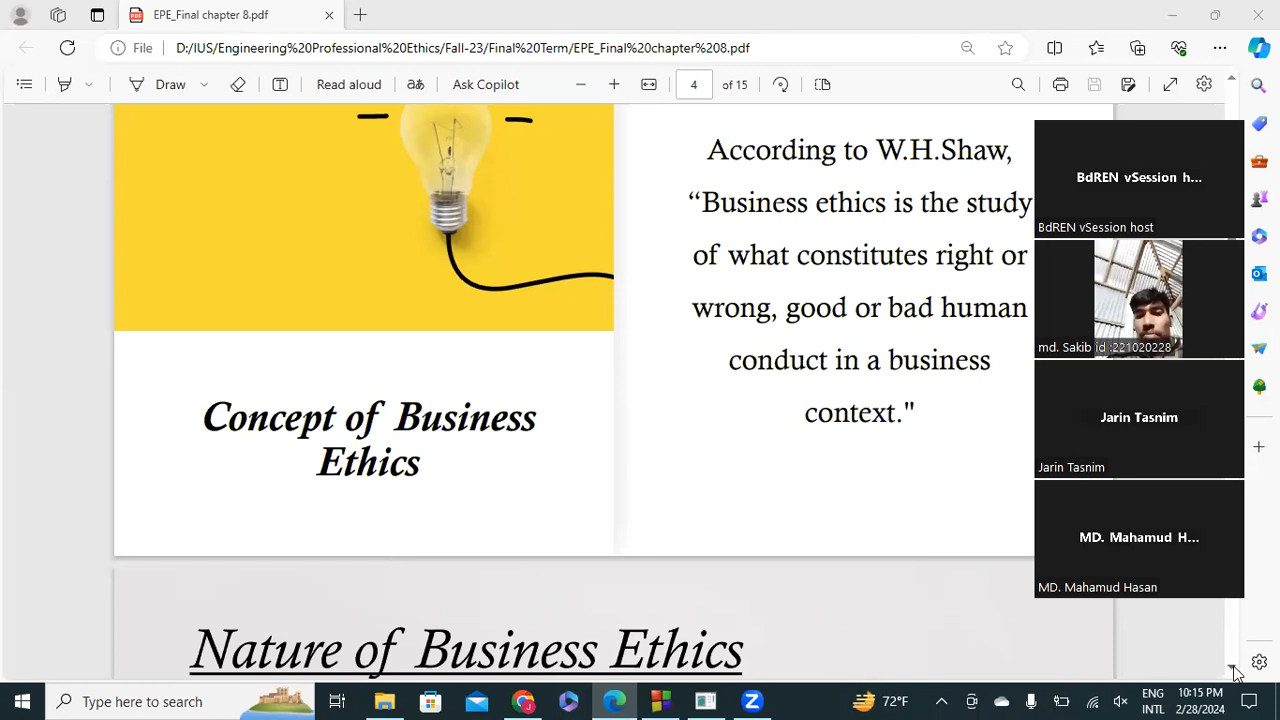 EPE_Final chapter 8.pdf
File
D:/IUS/Engineering%20Professional%20Ethics/Fall-23/Final%20Term/EPE_Final%20chapter%208.pdf
Draw
Read aloud
aあ
Ask Copilot
4
of 15
According to W.H.Shaw,
“Business ethics is the study
of what constitutes right or
wrong, good or bad human
conduct in a business
context."
Concept of Business
Ethics
Nature of Business Ethics
BdREN vSession h...
BdREN vSession host
md. Sakib id :221020228
Jarin Tasnim
Jarin Tasnim
MD. Mahamud H...
MD. Mahamud Hasan
Type here to search
72°F
ENG
INTL
10:15 PM
2/28/2024